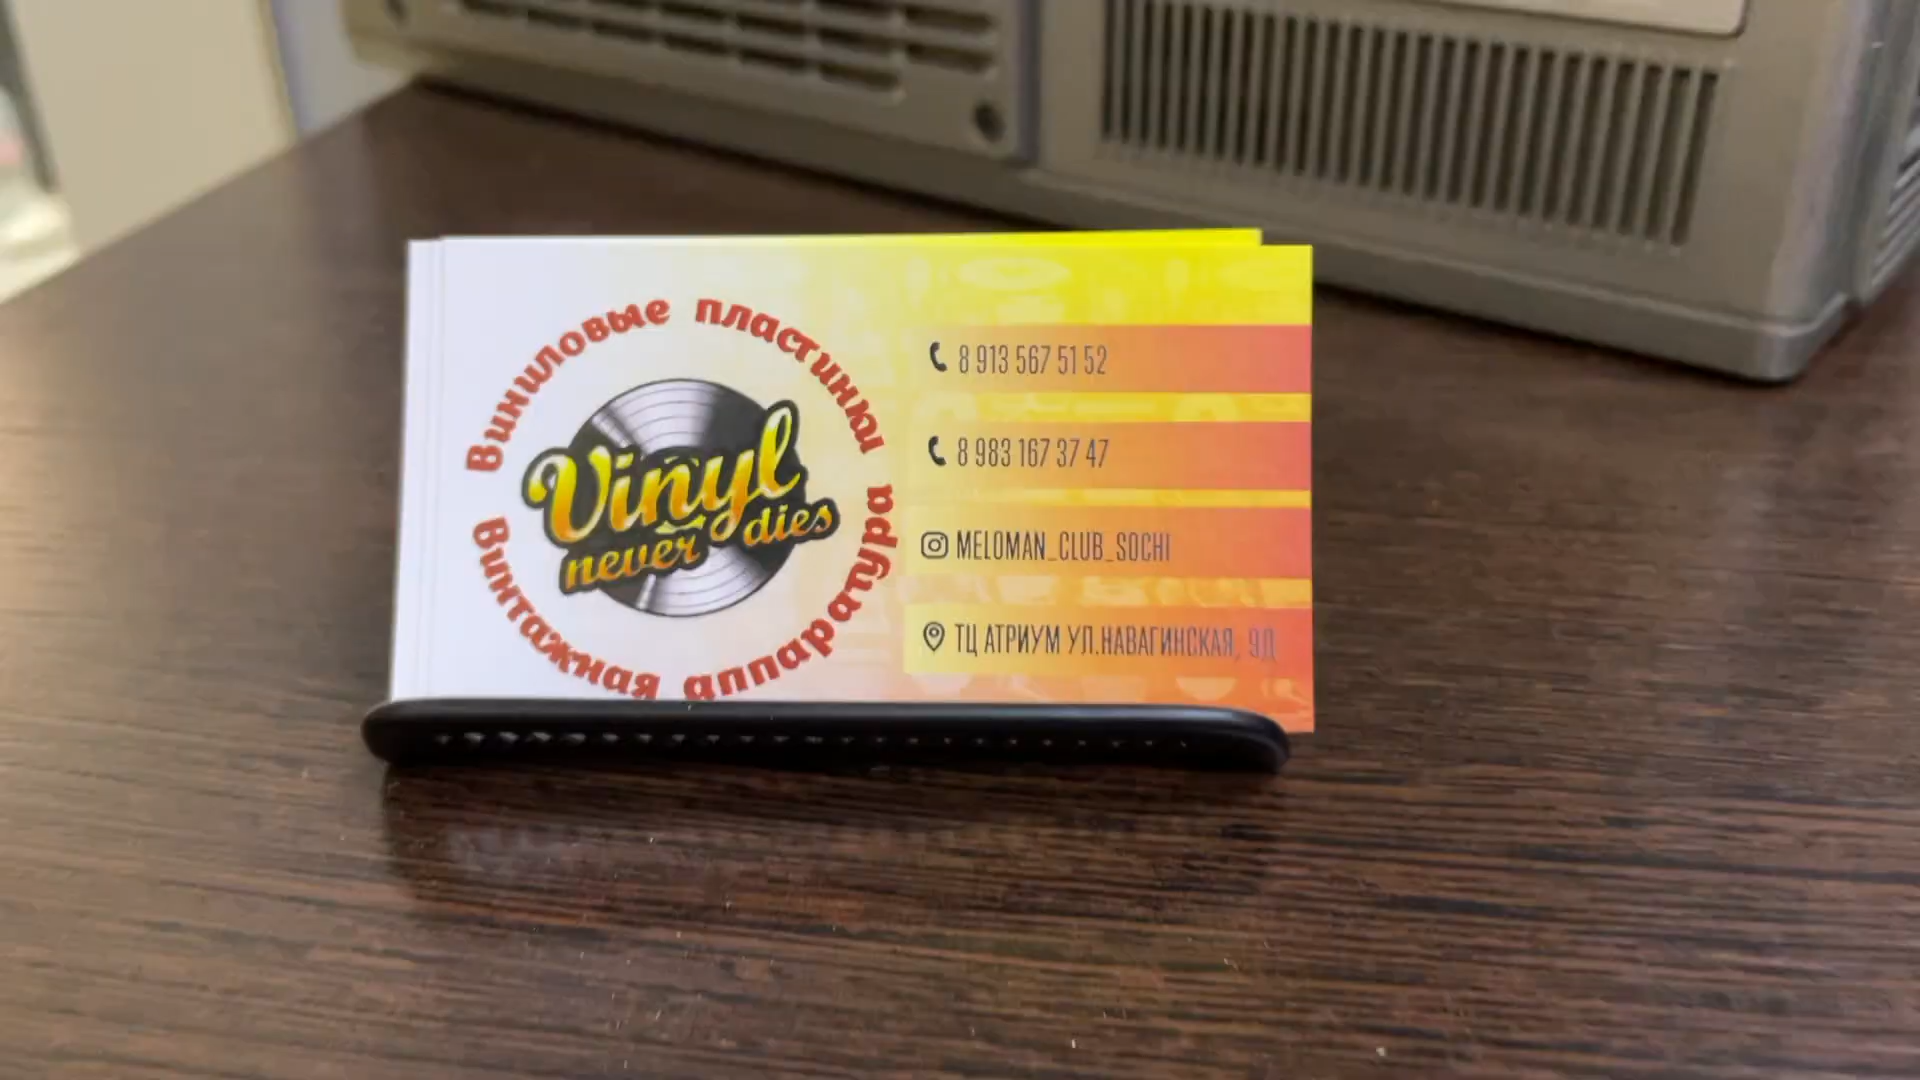 Виниловые пластинки
Vinyl
never dies
Винтажная аппаратура
8 913 567 51 52
8 983 167 37 47
MELOMAN_CLUB_SOCHI
ТЦ АТРИУМ УЛ.НАВАГИНСКАЯ, 9Д